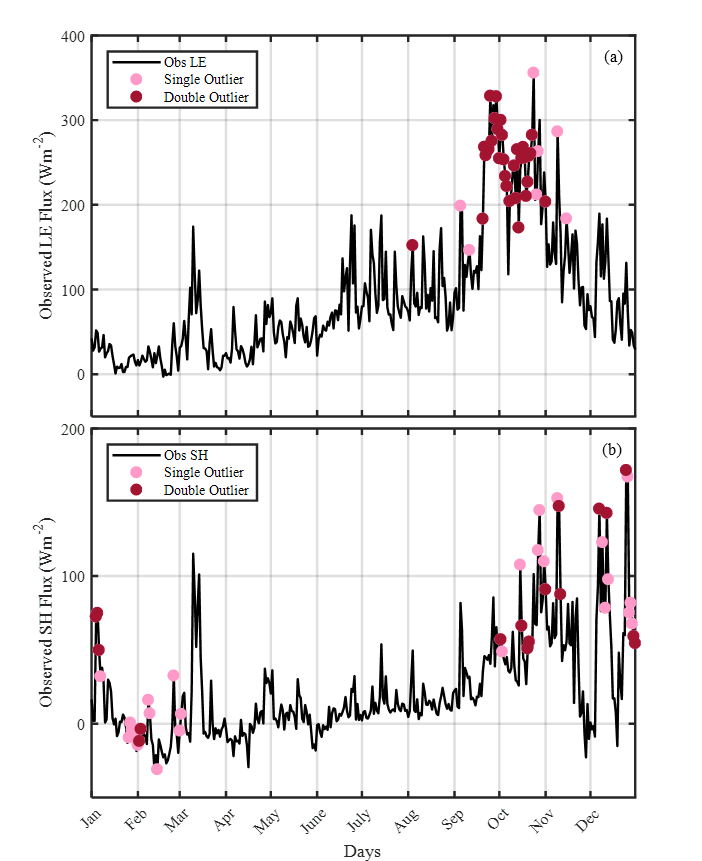 400
(a)
Obs LE
Single Outlier
Double Outlier
300
200
100
0
Observed LE Flux (Wm-2)
200
(b)
Obs SH
Single Outlier
Double Outlier
100
0
Observed SH Flux (Wm-2)
Jan Feb Mar Apr May June July Aug Sep Oct Nov Dec
Days